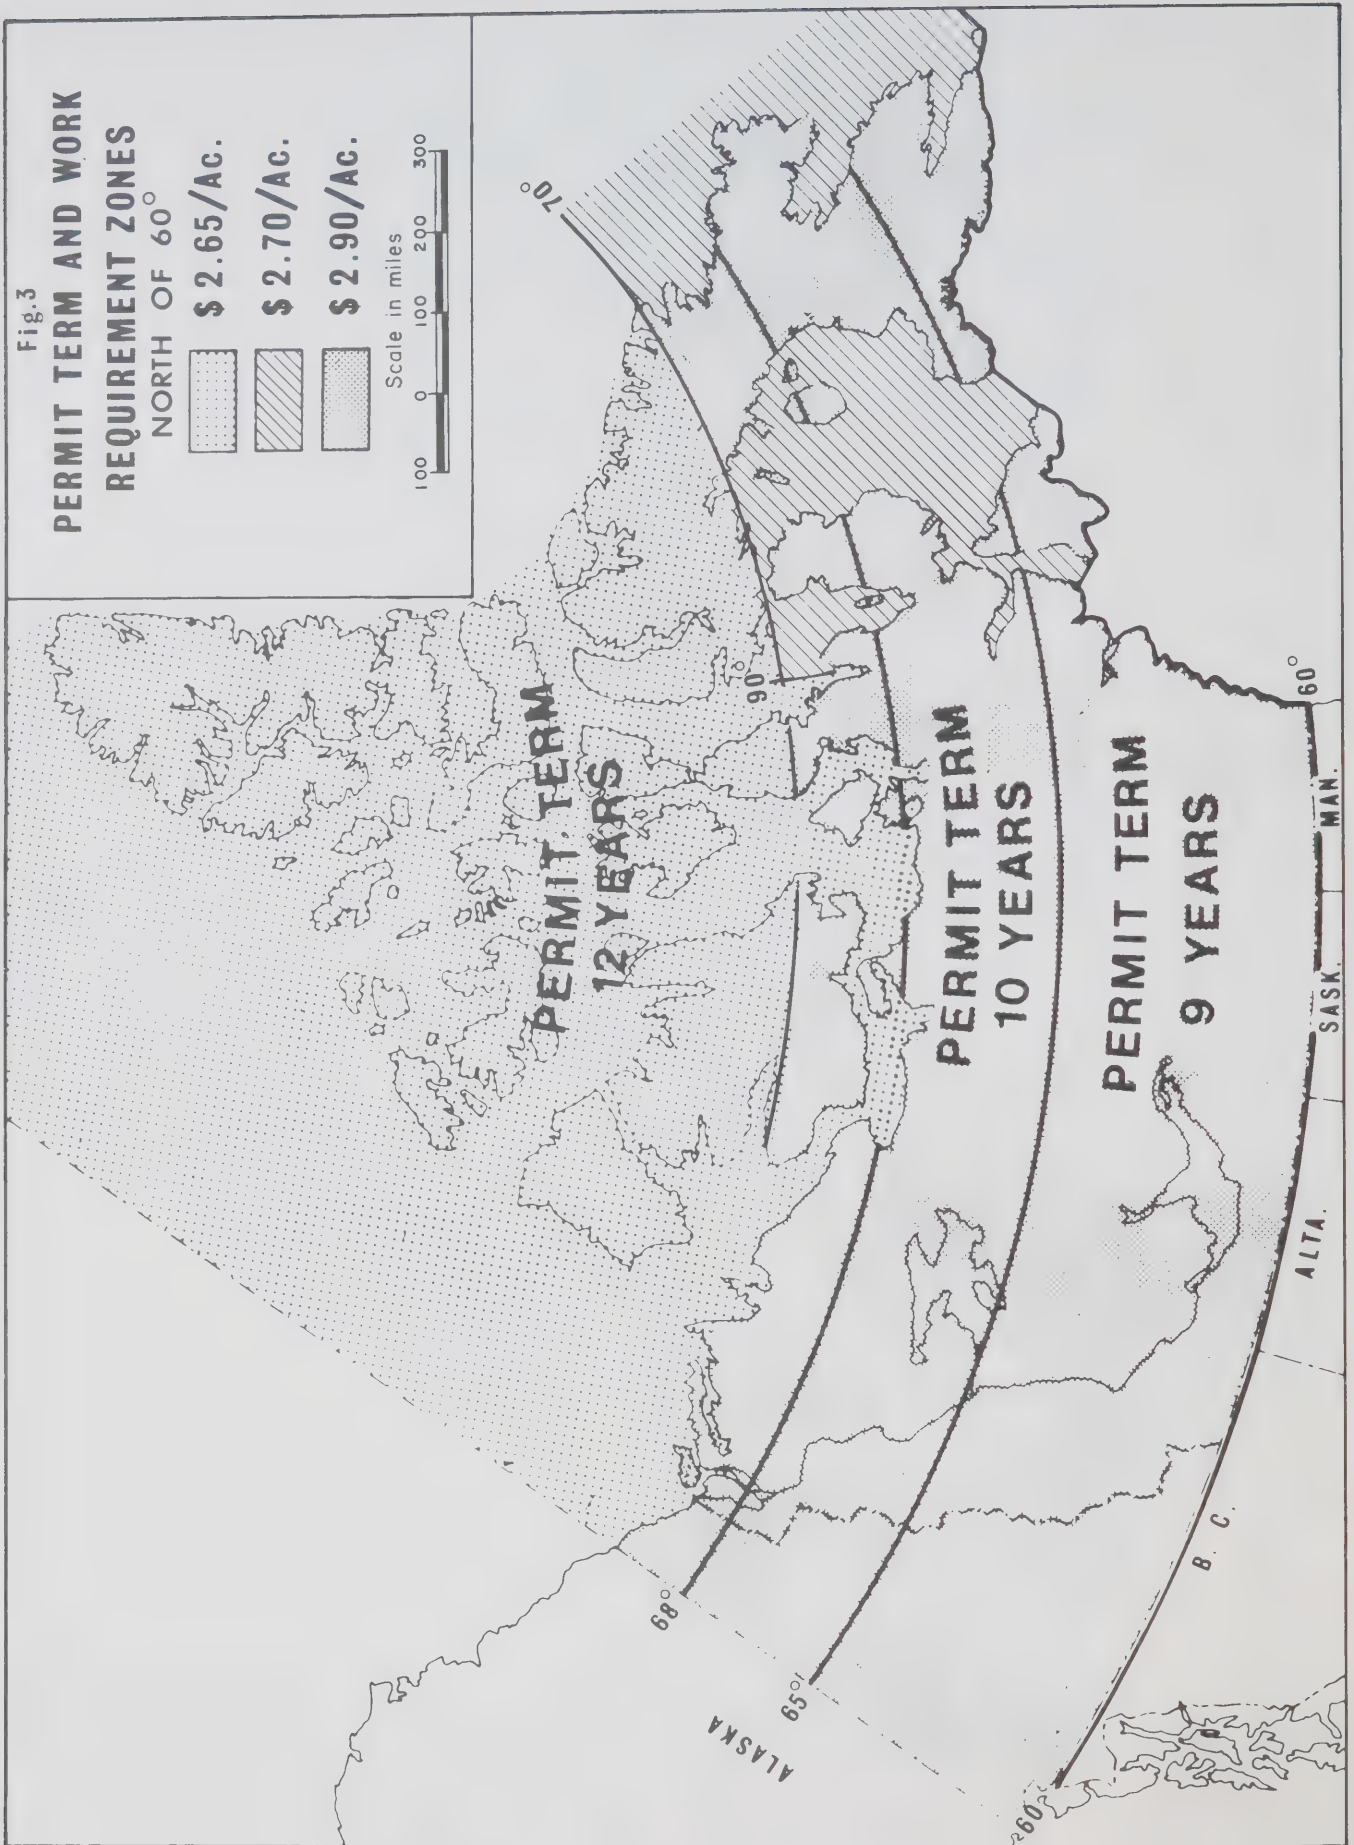 Fig.3
PERMIT TERM AND WORK
REQUIREMENT ZONES
NORTH OF 60°
$ 2.65/Ac.
$ 2.70/Ac.
$ 2.90/Ac.
Scale in miles
100 0 100 200 300
70°
90°
PERMIT TERM
12 YEARS
68°
65°
ALASKA
PERMIT TERM
10 YEARS
PERMIT TERM
9 YEARS
60°
60°
B. C.
ALTA.
SASK.
MAN.